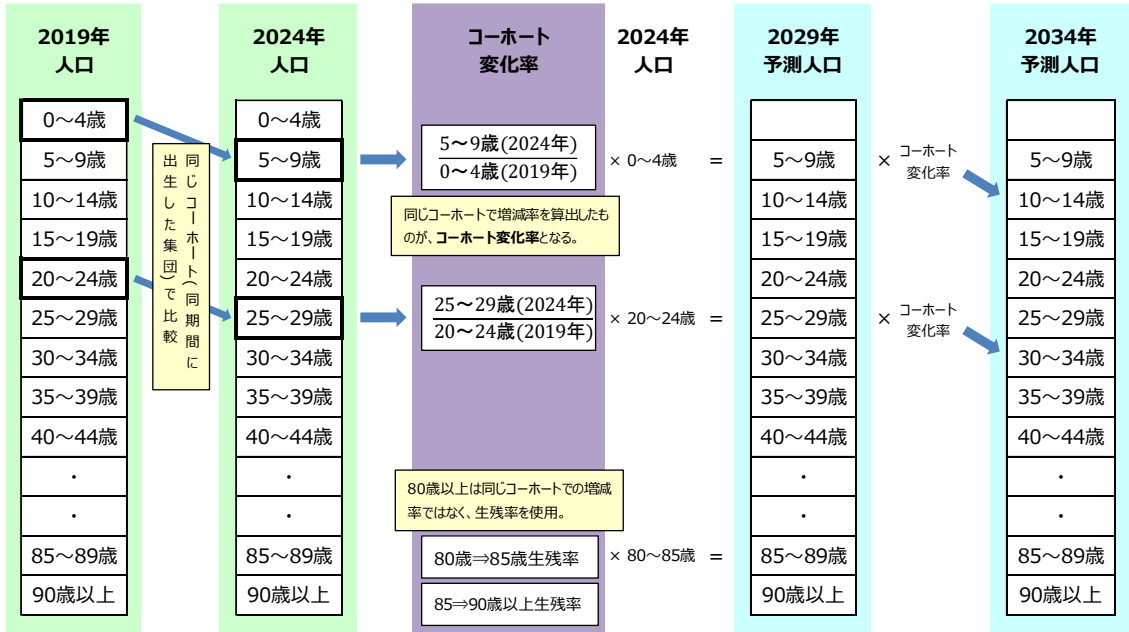 2019年
人口
2024年
人口
コーホート
変化率
2024年
人口
2029年
予測人口
2034年
予測人口
0～4歳
5～9歳
10～14歳
15～19歳
20～24歳
25～29歳
30～34歳
35～39歳
40～44歳
・
・
85～89歳
90歳以上
同じコーホート(同期間に
出生した集団)で比較
0～4歳
5～9歳
10～14歳
15～19歳
20～24歳
25～29歳
30～34歳
35～39歳
40～44歳
・
・
85～89歳
90歳以上
5～9歳(2024年)
0～4歳(2019年)
× 0～4歳 =
同じコーホートで増減率を算出したも
のが、コーホート変化率となる。
25～29歳(2024年)
20～24歳(2019年)
× 20～24歳 =
80歳以上は同じコーホートでの増減
率ではなく、生残率を使用。
80歳⇒85歳生残率
× 80～85歳 =
85⇒90歳以上生残率
5～9歳
10～14歳
15～19歳
20～24歳
25～29歳
30～34歳
35～39歳
40～44歳
・
・
85～89歳
90歳以上
× コーホート
変化率
× コーホート
変化率
5～9歳
10～14歳
15～19歳
20～24歳
25～29歳
30～34歳
35～39歳
40～44歳
・
・
85～89歳
90歳以上